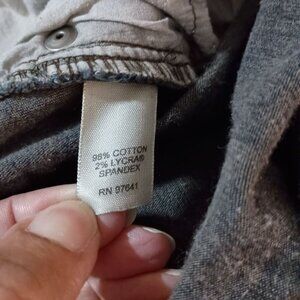 98% COTTON
2% LYCRA®
SPANDEX
RN 97641